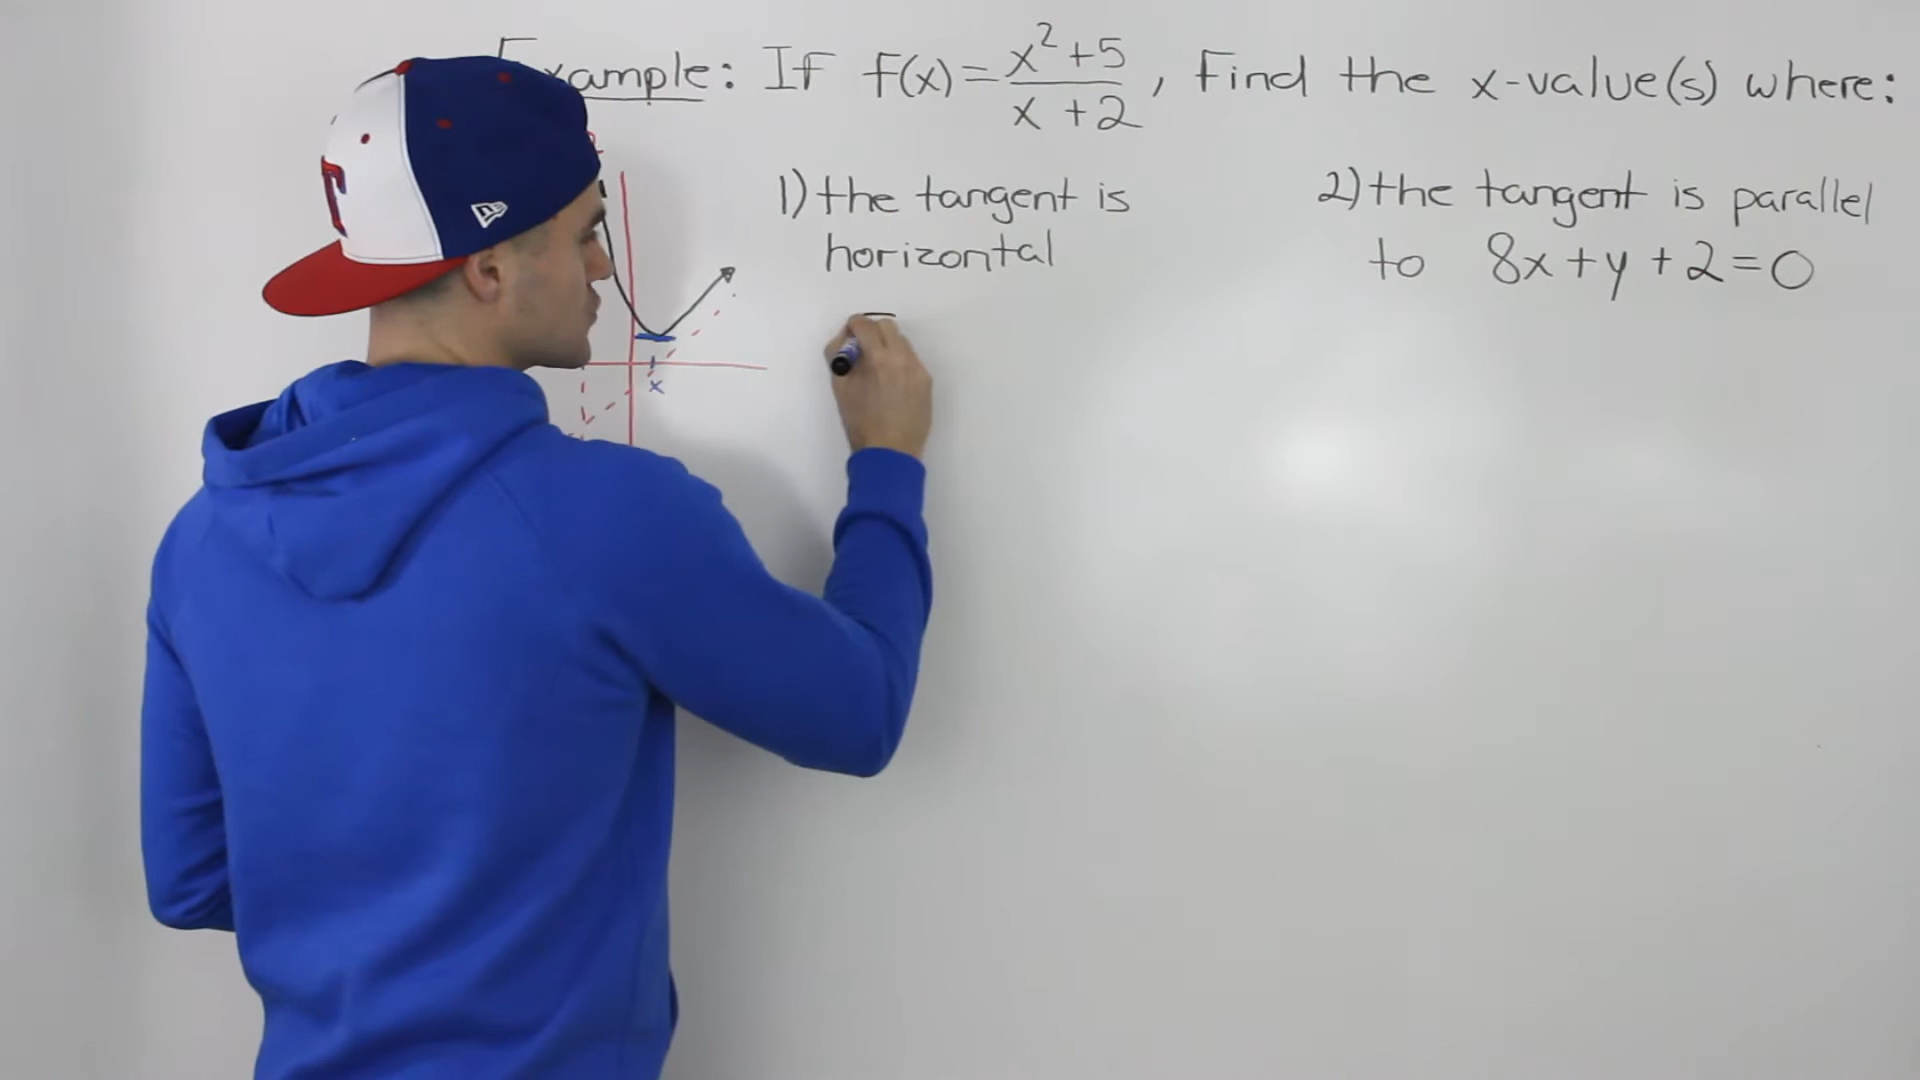 Example: If f(x) = x²+5 / x+2 , Find the x-value(s) where:
1) the tangent is
horizontal
2) the tangent is parallel
to 8x + y + 2 = 0
x